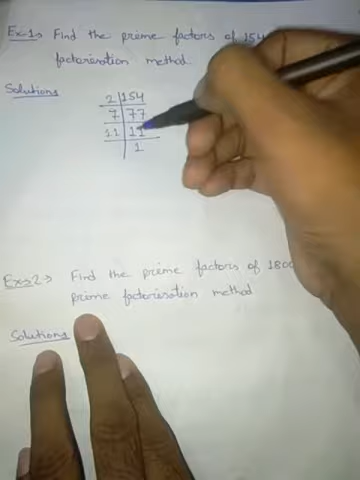 Ex:1⇒ Find the prime factors of 154
factorisation method.
Solution:
2 | 154
7 | 77
11 | 11
1
Ex:2⇒ Find the prime factors of 1800
prime factorisation method
Solution: